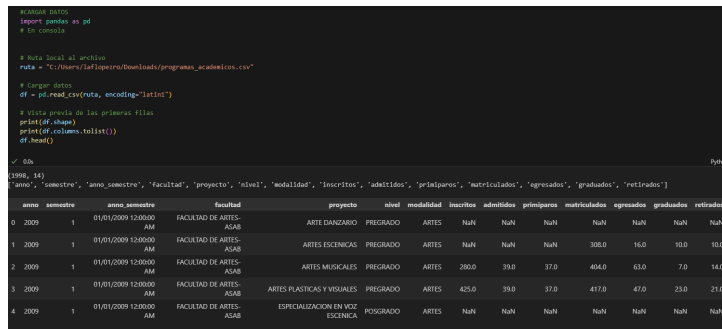 #CARGAR DATOS
import pandas as pd
# En consola
# Ruta local al archivo
ruta = "C:/Users/laflopezro/Downloads/programas_academicos.csv"
# Cargar datos
df = pd.read_csv(ruta, encoding="latin1")
# Vista previa de las primeras filas
print(df.shape)
print(df.columns.tolist())
df.head()
✓ 0.0s Pyth
(1998, 14)
['anno', 'semestre', 'anno_semestre', 'facultad', 'proyecto', 'nivel', 'modalidad', 'inscritos', 'admitidos', 'primiparos', 'matriculados', 'egresados', 'graduados', 'retirados']
anno semestre anno_semestre facultad proyecto nivel modalidad inscritos admitidos primiparos matriculados egresados graduados retirados
0 2009 1 01/01/2009 12:00:00 AM FACULTAD DE ARTES-ASAB ARTE DANZARIO PREGRADO ARTES NaN NaN NaN NaN NaN NaN NaN
1 2009 1 01/01/2009 12:00:00 AM FACULTAD DE ARTES-ASAB ARTES ESCENICAS PREGRADO ARTES NaN NaN NaN 308.0 16.0 10.0 10.0
2 2009 1 01/01/2009 12:00:00 AM FACULTAD DE ARTES-ASAB ARTES MUSICALES PREGRADO ARTES 280.0 39.0 37.0 404.0 63.0 7.0 14.0
3 2009 1 01/01/2009 12:00:00 AM FACULTAD DE ARTES-ASAB ARTES PLASTICAS Y VISUALES PREGRADO ARTES 425.0 39.0 37.0 417.0 47.0 23.0 21.0
4 2009 1 01/01/2009 12:00:00 AM FACULTAD DE ARTES-ASAB ESPECIALIZACION EN VOZ ESCENICA POSGRADO ARTES NaN NaN NaN NaN NaN NaN NaN